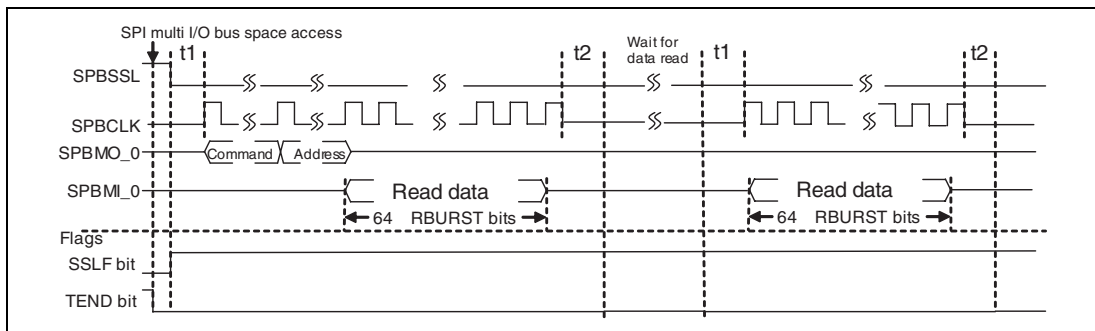 SPI multi I/O bus space access
t1
t2
Wait for
data read
t1
t2
SPBSSL
SPBCLK
SPBMO_0
Command
Address
SPBMI_0
Read data
Read data
64 RBURST bits
64 RBURST bits
Flags
SSLF bit
TEND bit